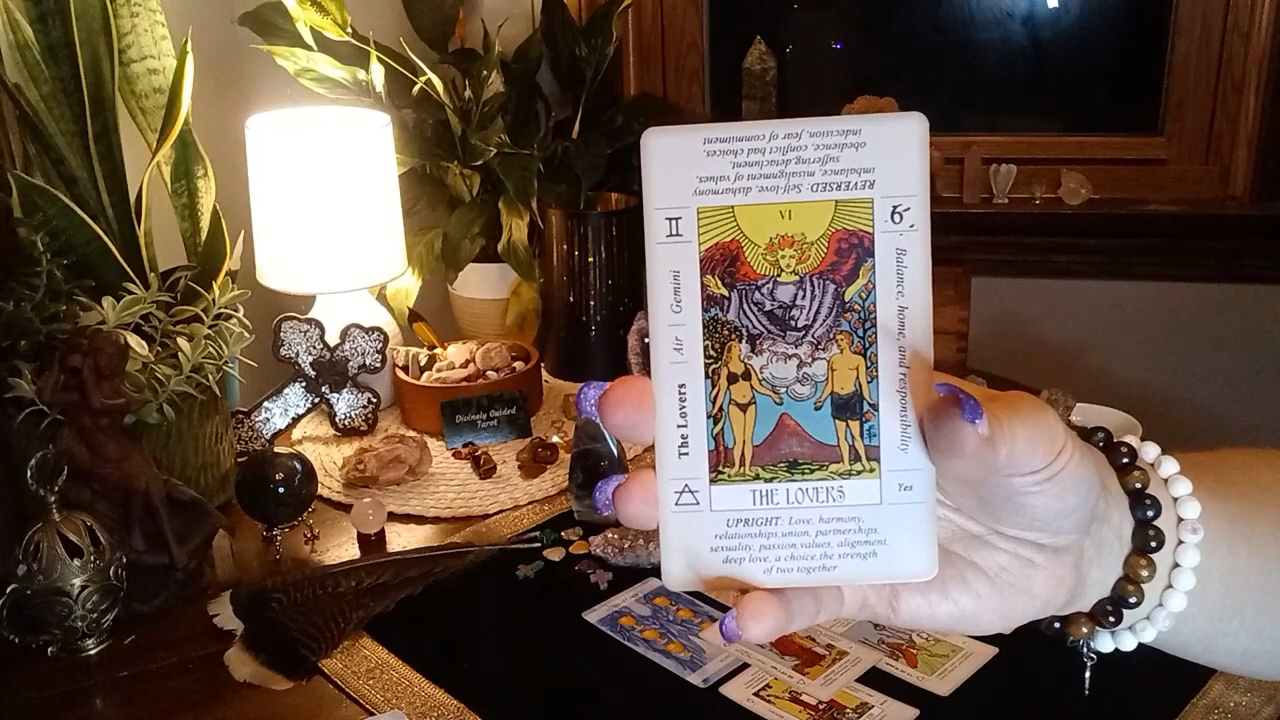 REVERSED: Self-love, disharmony
imbalance, misalignment of values,
suffering,detachment,
obedience, conflict bad choices,
indecision, fear of commitment
II
6
VI
Gemini
Air
The Lovers
Balance, home, and responsibility
THE LOVERS
Yes
UPRIGHT: Love, harmony,
relationships,union, partnerships,
sexuality, passion,values, alignment,
deep love, a choice,the strength
of two together
Divinely Guided
Tarot